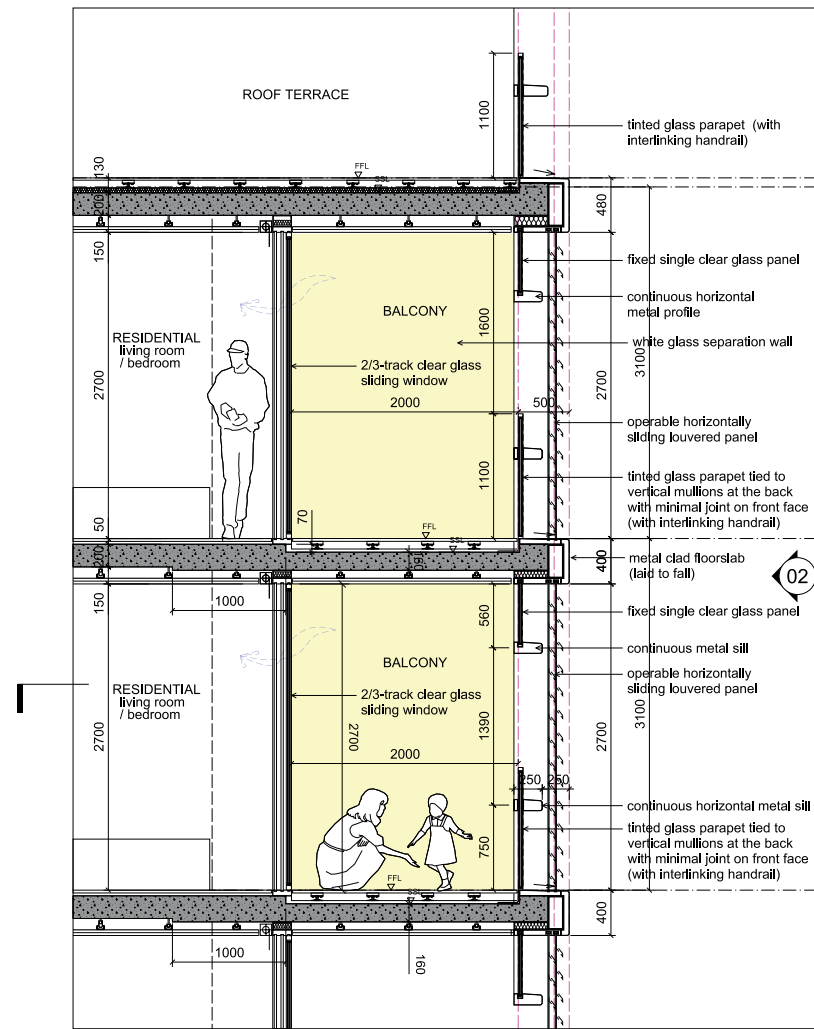 ROOF TERRACE
1100
tinted glass parapet (with
interlinking handrail)
FFL
SSL
130
200
150
480
fixed single clear glass panel
continuous horizontal
metal profile
BALCONY
1600
white glass separation wall
RESIDENTIAL
living room
/ bedroom
2/3-track clear glass
sliding window
2000
500
2700
2700
3100
operable horizontally
sliding louvered panel
1100
tinted glass parapet tied to
vertical mullions at the back
with minimal joint on front face
(with interlinking handrail)
50
70
FFL
SSL
200
160
400
metal clad floorslab
(laid to fall)
02
150
1000
560
fixed single clear glass panel
continuous metal sill
BALCONY
operable horizontally
sliding louvered panel
RESIDENTIAL
living room
/ bedroom
2/3-track clear glass
sliding window
2700
2700
1390
2700
3100
2000
250
250
continuous horizontal metal sill
750
tinted glass parapet tied to
vertical mullions at the back
with minimal joint on front face
(with interlinking handrail)
FFL
SSL
400
1000
160